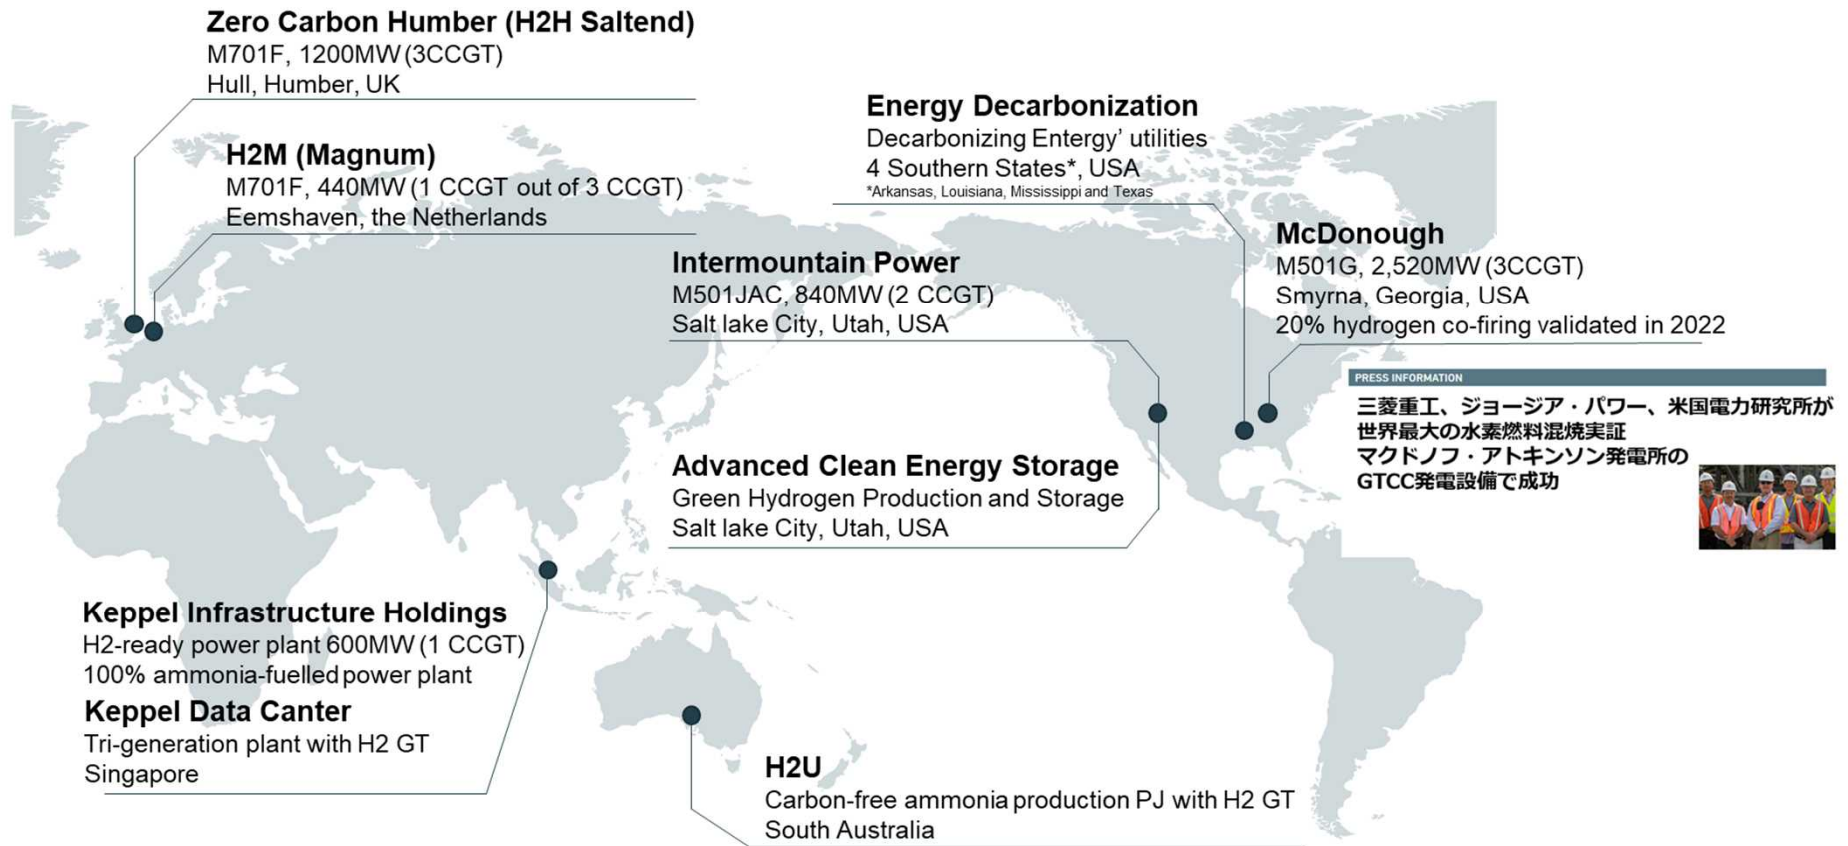 Zero Carbon Humber (H2H Saltend)
M701F, 1200MW (3CCGT)
Hull, Humber, UK
H2M (Magnum)
M701F, 440MW (1 CCGT out of 3 CCGT)
Eemshaven, the Netherlands
Energy Decarbonization
Decarbonizing Entergy' utilities
4 Southern States*, USA
*Arkansas, Louisiana, Mississippi and Texas
McDonough
M501G, 2,520MW (3CCGT)
Smyrna, Georgia, USA
20% hydrogen co-firing validated in 2022
Intermountain Power
M501JAC, 840MW (2 CCGT)
Salt lake City, Utah, USA
PRESS INFORMATION
三菱重工、ジョージア・パワー、米国電力研究所が
世界最大の水素燃料混焼実証
マクドノフ・アトキンソン発電所の
GTCC発電設備で成功
Advanced Clean Energy Storage
Green Hydrogen Production and Storage
Salt lake City, Utah, USA
Keppel Infrastructure Holdings
H2-ready power plant 600MW (1 CCGT)
100% ammonia-fuelled power plant
Keppel Data Canter
Tri-generation plant with H2 GT
Singapore
H2U
Carbon-free ammonia production PJ with H2 GT
South Australia